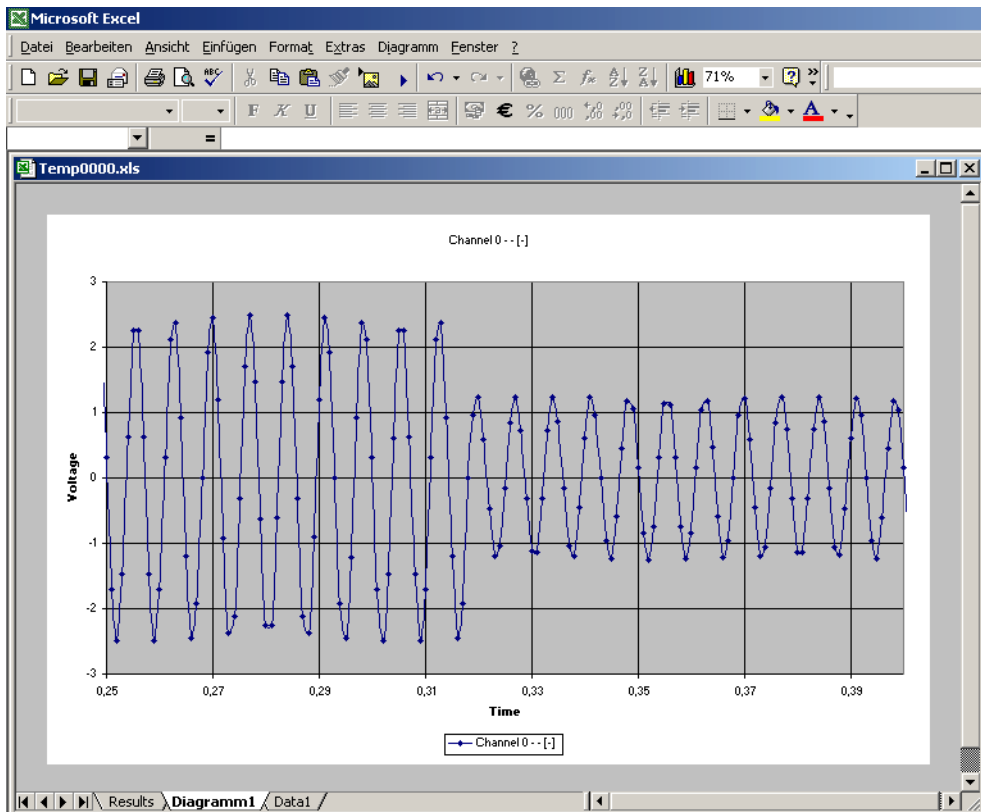 Microsoft Excel
Datei Bearbeiten Ansicht Einfügen Format Extras Diagramm Fenster ?
ABC 71% ?
F K U € % 000
=
Temp0000.xls
Channel 0 - - [-]
3
2
1
0
-1
-2
-3
Voltage
0,25 0,27 0,29 0,31 0,33 0,35 0,37 0,39
Time
Channel 0 - - [-]
Results Diagramm1 Data1